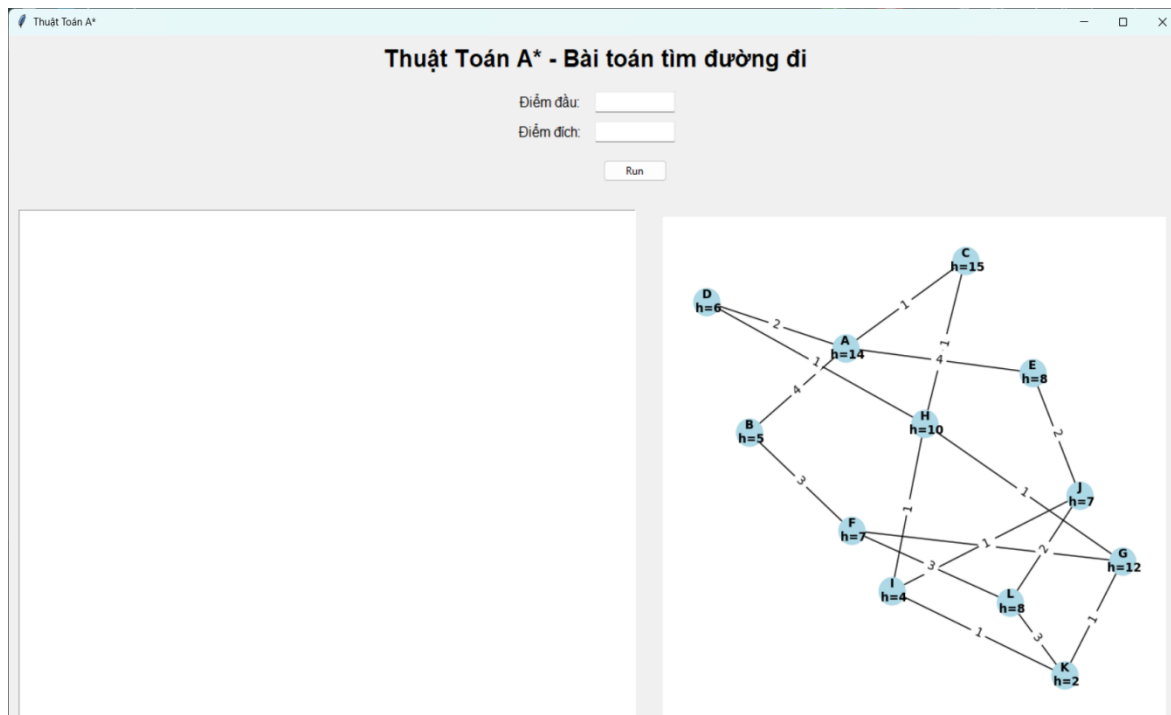 Thuật Toán A*
Thuật Toán A* - Bài toán tìm đường đi
Điểm đầu:
Điểm đích:
Run
C
h=15
D
h=6
1
2
A
h=14
1
1
4
E
h=8
4
B
h=5
H
h=10
2
3
1
J
h=7
1
F
h=7
1
2
G
h=12
3
I
h=4
L
h=8
1
1
3
K
h=2